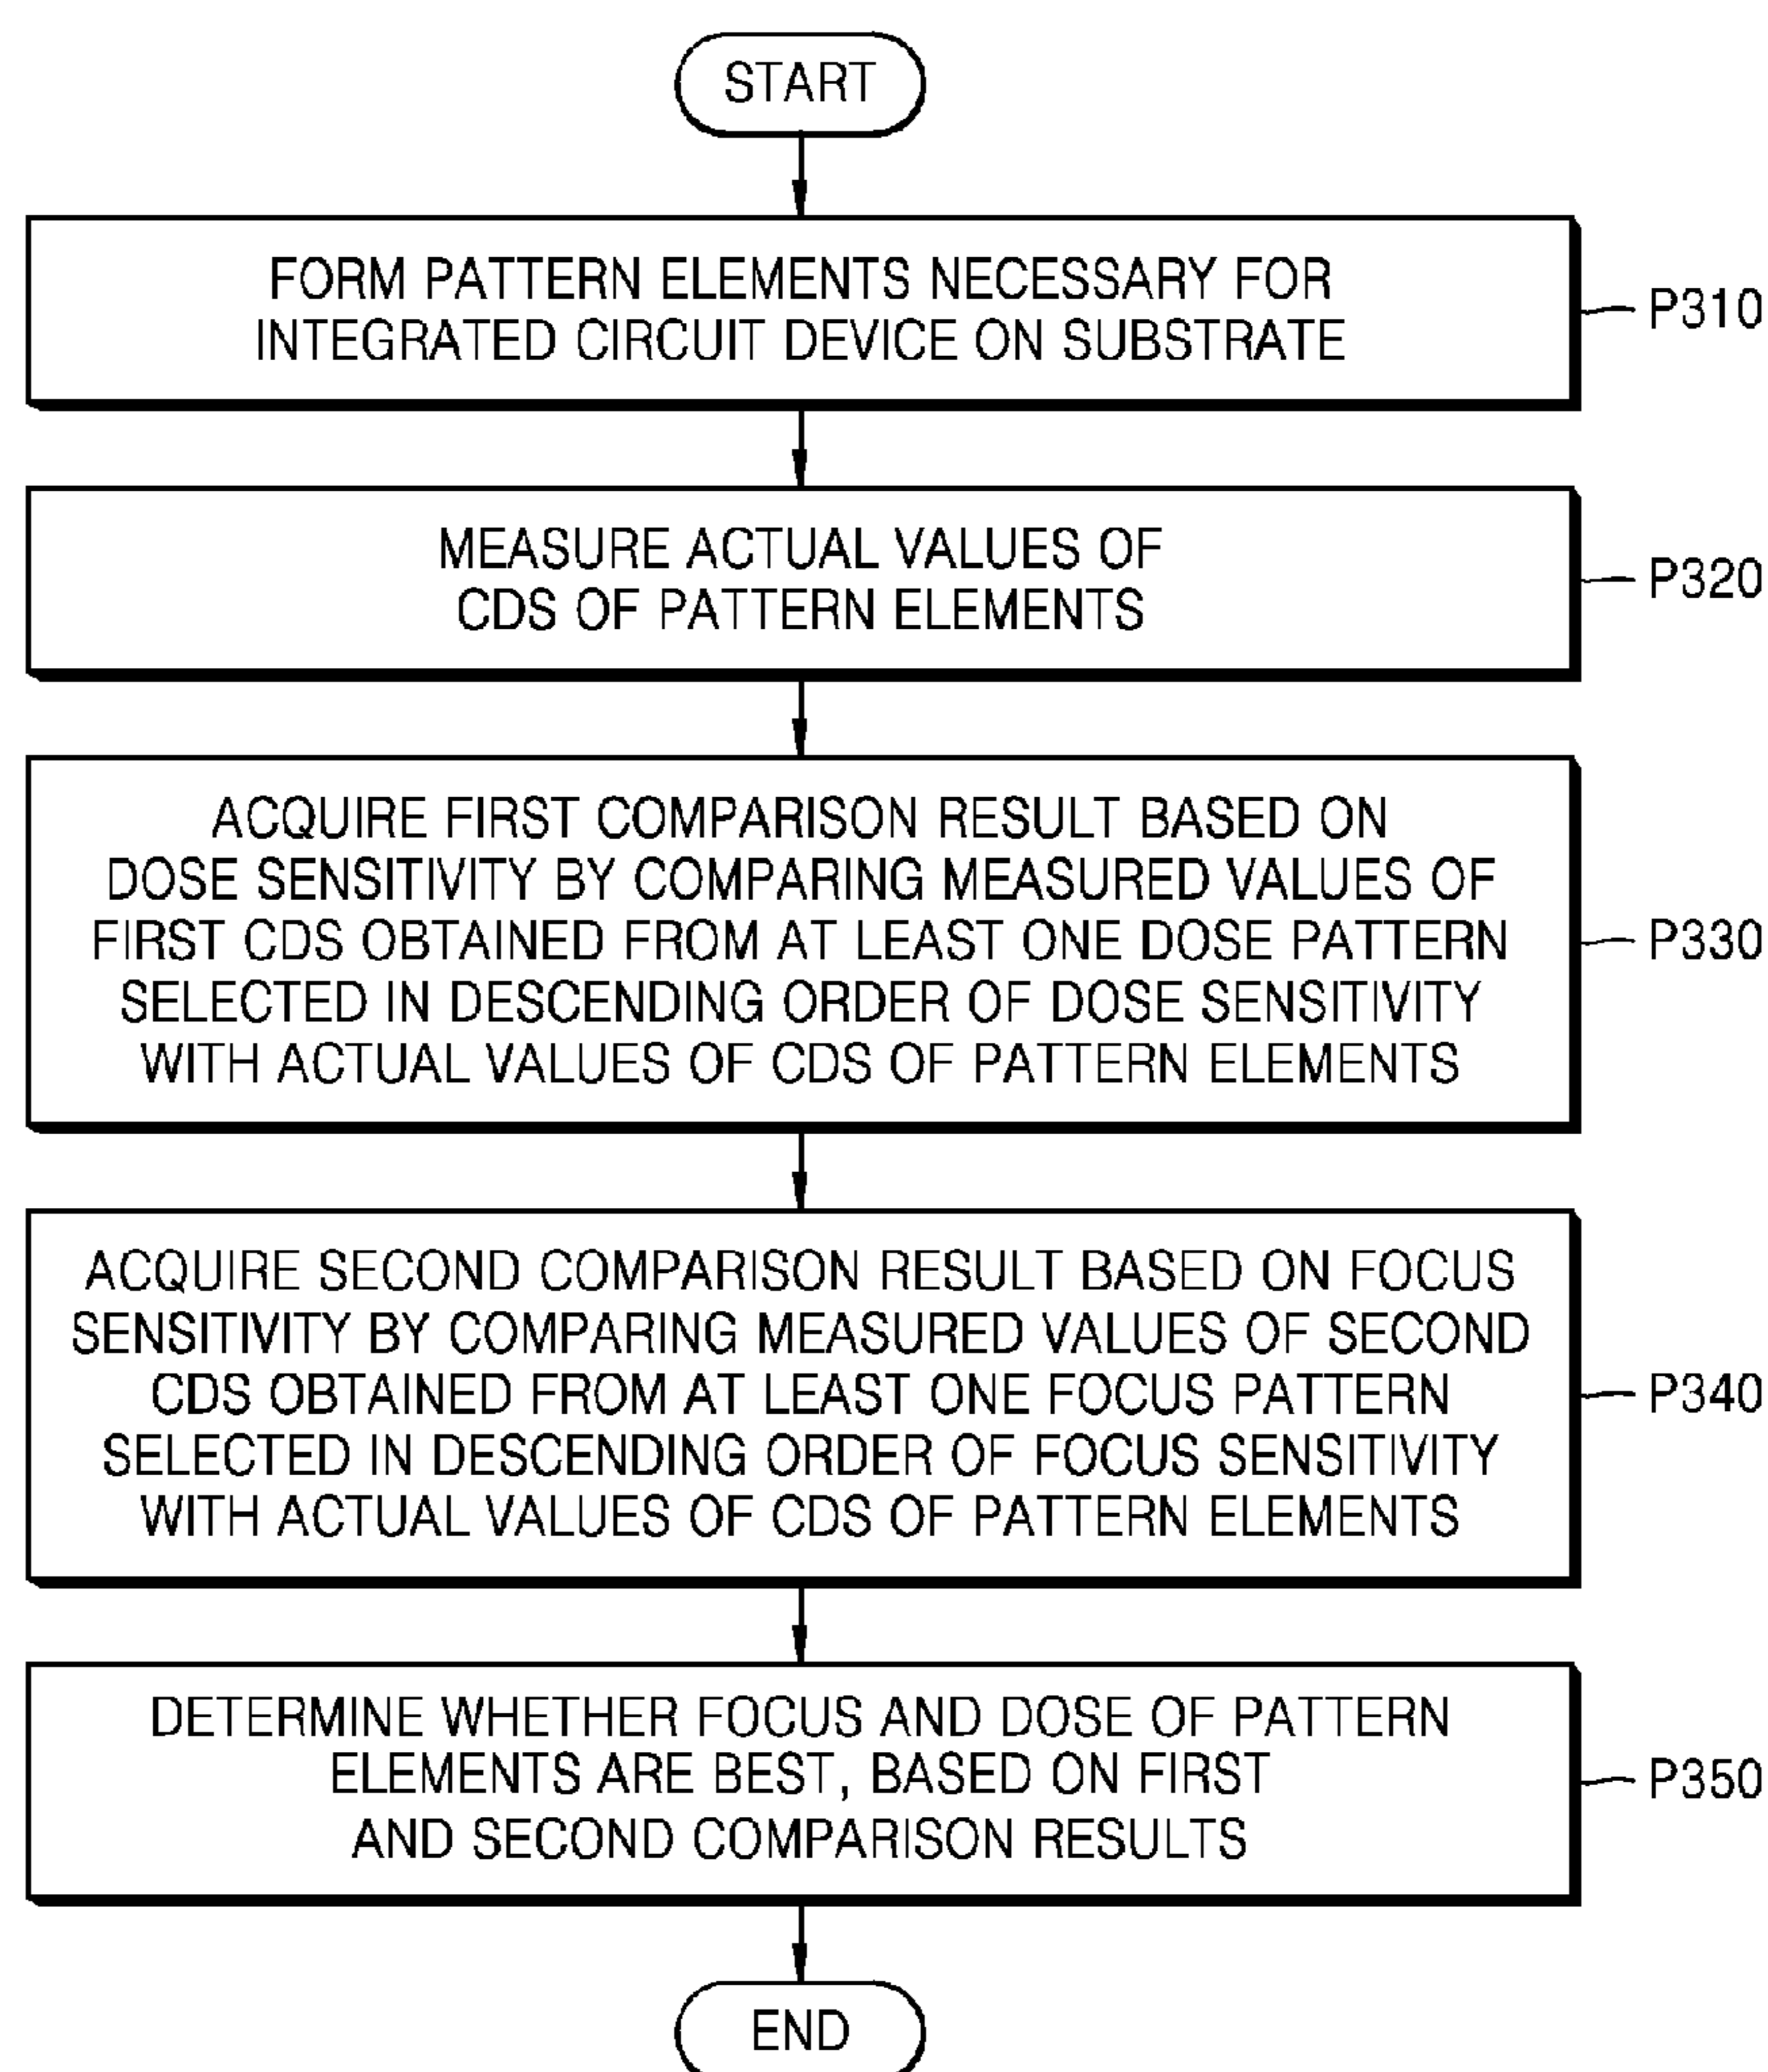 START
FORM PATTERN ELEMENTS NECESSARY FOR
INTEGRATED CIRCUIT DEVICE ON SUBSTRATE
P310
MEASURE ACTUAL VALUES OF
CDS OF PATTERN ELEMENTS
P320
ACQUIRE FIRST COMPARISON RESULT BASED ON
DOSE SENSITIVITY BY COMPARING MEASURED VALUES OF
FIRST CDS OBTAINED FROM AT LEAST ONE DOSE PATTERN
SELECTED IN DESCENDING ORDER OF DOSE SENSITIVITY
WITH ACTUAL VALUES OF CDS OF PATTERN ELEMENTS
P330
ACQUIRE SECOND COMPARISON RESULT BASED ON FOCUS
SENSITIVITY BY COMPARING MEASURED VALUES OF SECOND
CDS OBTAINED FROM AT LEAST ONE FOCUS PATTERN
SELECTED IN DESCENDING ORDER OF FOCUS SENSITIVITY
WITH ACTUAL VALUES OF CDS OF PATTERN ELEMENTS
P340
DETERMINE WHETHER FOCUS AND DOSE OF PATTERN
ELEMENTS ARE BEST, BASED ON FIRST
AND SECOND COMPARISON RESULTS
P350
END